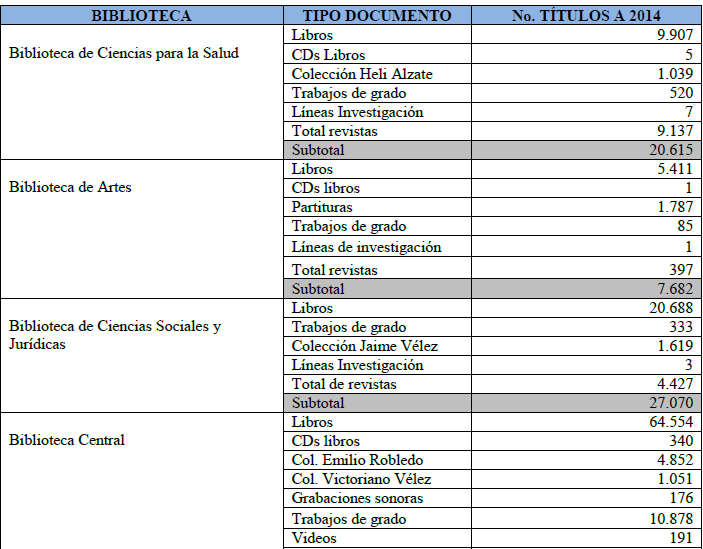 BIBLIOTECA TIPO DOCUMENTO No. TÍTULOS A 2014
Biblioteca de Ciencias para la Salud
Libros 9.907
CDs Libros 5
Colección Heli Alzate 1.039
Trabajos de grado 520
Líneas Investigación 7
Total revistas 9.137
Subtotal 20.615
Biblioteca de Artes
Libros 5.411
CDs libros 1
Partituras 1.787
Trabajos de grado 85
Líneas de investigación 1
Total revistas 397
Subtotal 7.682
Biblioteca de Ciencias Sociales y
Jurídicas
Libros 20.688
Trabajos de grado 333
Colección Jaime Vélez 1.619
Líneas Investigación 3
Total de revistas 4.427
Subtotal 27.070
Biblioteca Central
Libros 64.554
CDs libros 340
Col. Emilio Robledo 4.852
Col. Victoriano Vélez 1.051
Grabaciones sonoras 176
Trabajos de grado 10.878
Videos 191